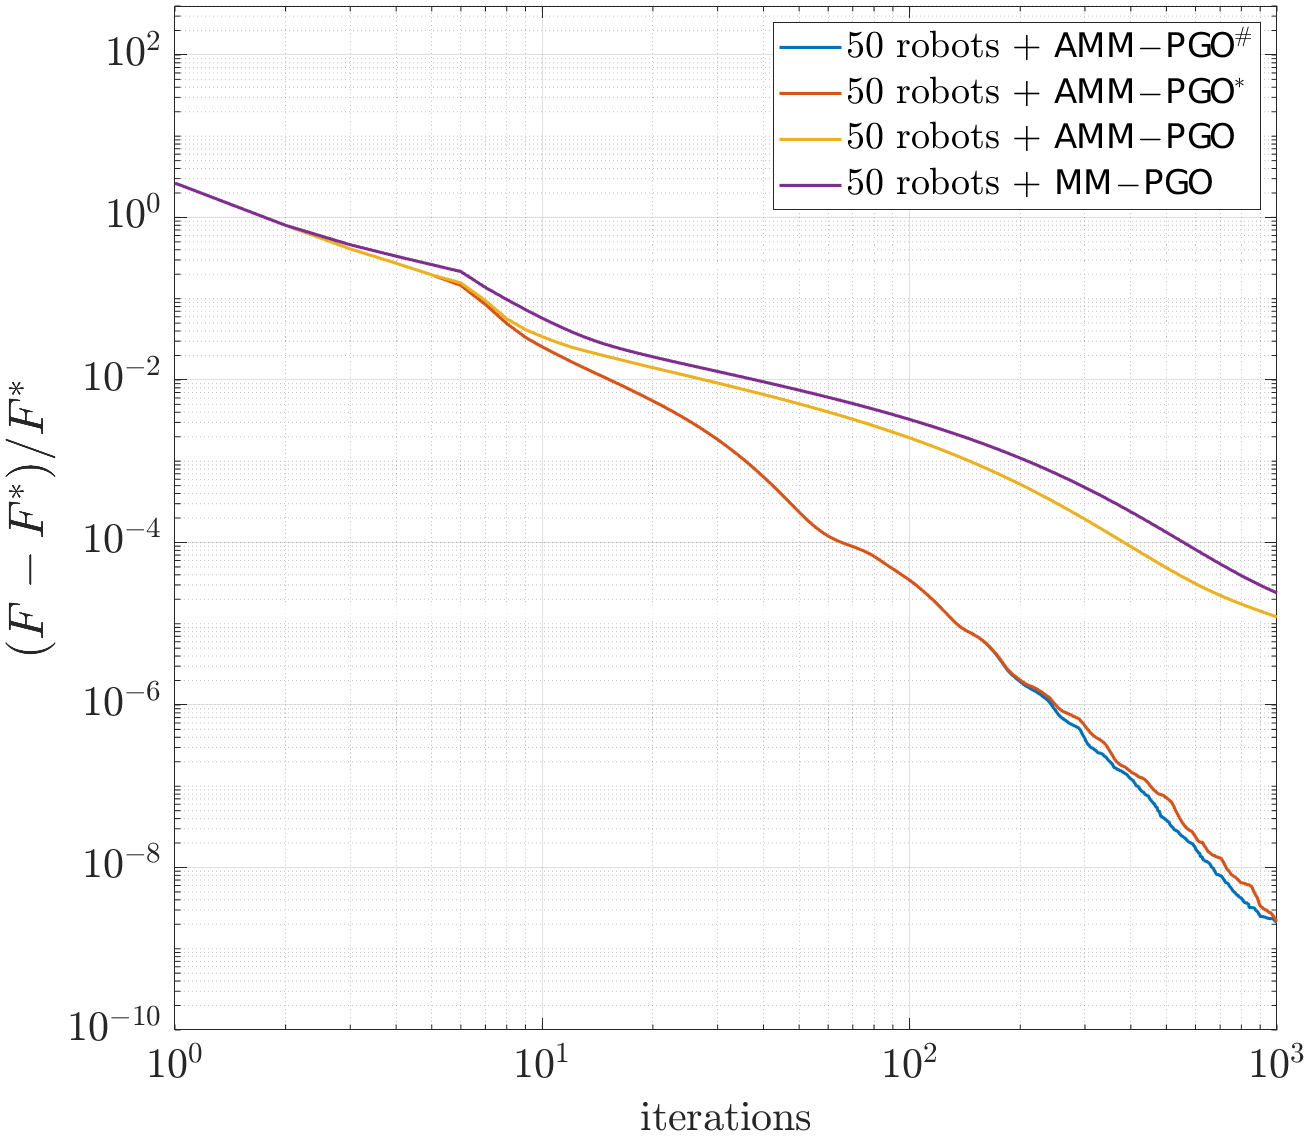 50 robots + AMM−PGO#
50 robots + AMM−PGO*
50 robots + AMM−PGO
50 robots + MM−PGO
10^2
10^0
10^−2
10^−4
10^−6
10^−8
10^−10
(F − F*)/F*
10^0 10^1 10^2 10^3
iterations